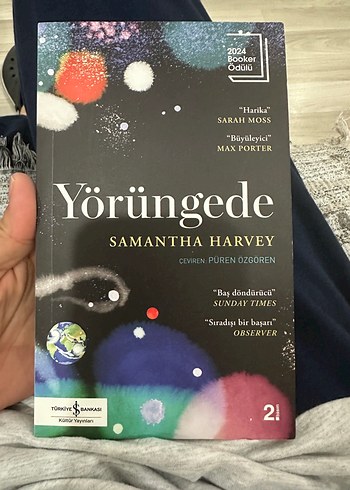 2024
Booker
Ödülü
“Harika”
SARAH MOSS
“Büyüleyici”
MAX PORTER
Yörüngede
SAMANTHA HARVEY
ÇEVİREN: PÜREN ÖZGÖREN
“Baş döndürücü”
SUNDAY TIMES
“Sıradışı bir başarı”
OBSERVER
TÜRKİYE İŞ BANKASI
Kültür Yayınları
2.